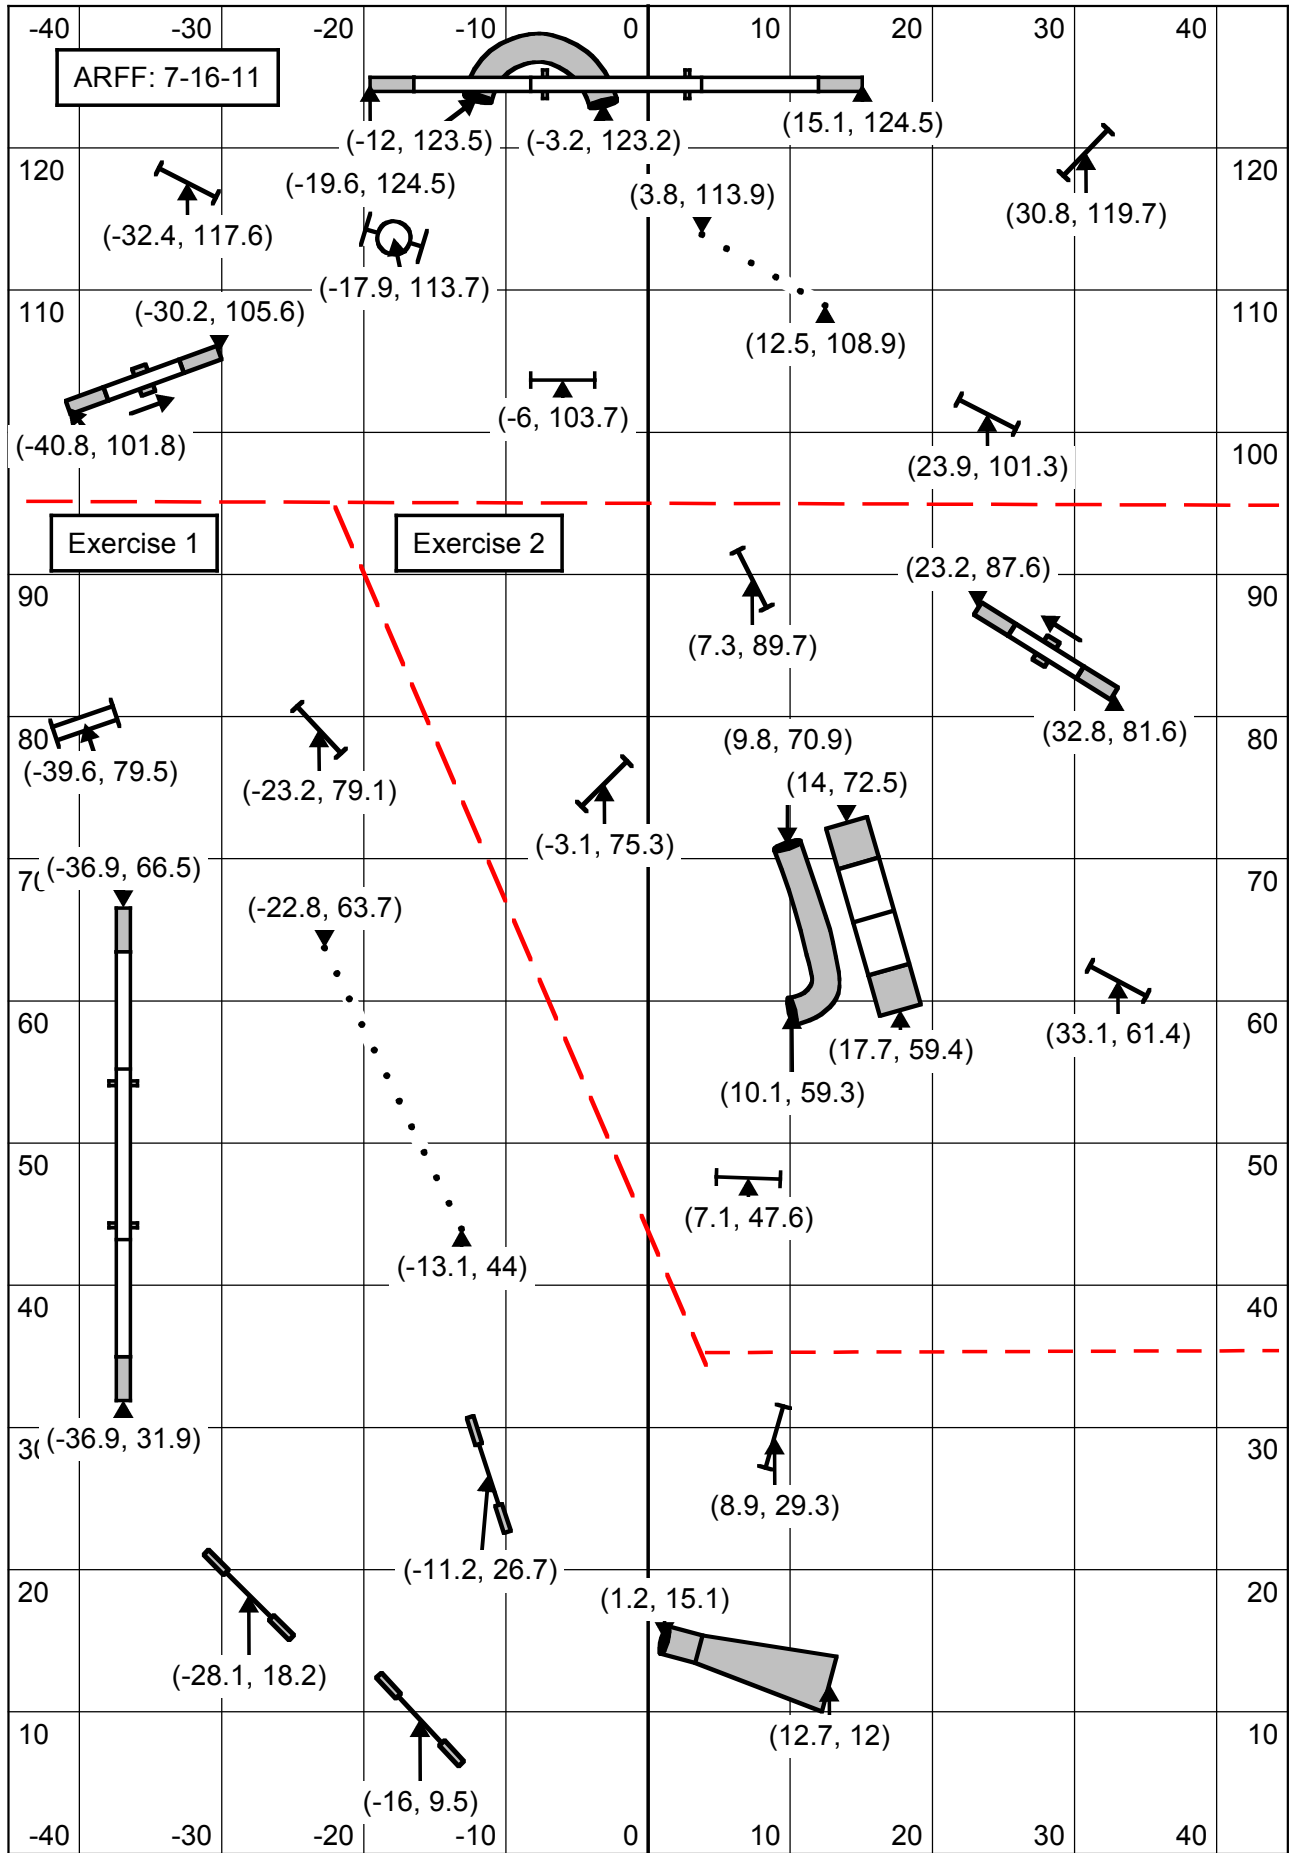 -40 -30 -20 -10 0 10 20 30 40
ARFF: 7-16-11
(-12, 123.5) (-3.2, 123.2) (15.1, 124.5)
120 (-19.6, 124.5) (3.8, 113.9) 120
(-32.4, 117.6) (30.8, 119.7)
(-17.9, 113.7)
110 (-30.2, 105.6) 110
(12.5, 108.9)
(-6, 103.7)
(-40.8, 101.8) 100
(23.9, 101.3)
Exercise 1 Exercise 2
(23.2, 87.6)
90 90
(7.3, 89.7)
80 (9.8, 70.9) (32.8, 81.6) 80
(-39.6, 79.5) (-23.2, 79.1) (14, 72.5)
(-3.1, 75.3)
70 (-36.9, 66.5) 70
(-22.8, 63.7)
60 60
(33.1, 61.4)
(17.7, 59.4)
(10.1, 59.3)
50 50
(7.1, 47.6)
(-13.1, 44)
40 40
30 (-36.9, 31.9) 30
(8.9, 29.3)
(-11.2, 26.7)
20 (1.2, 15.1) 20
(-28.1, 18.2)
10 (12.7, 12) 10
(-16, 9.5)
-40 -30 -20 -10 0 10 20 30 40